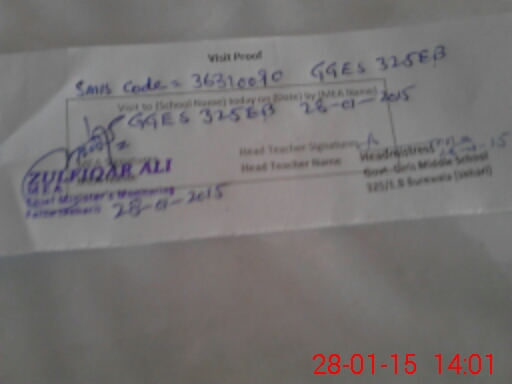 Visit Proof
SMIS Code = 36310090 GGES 325EB
Visit to (School Name) today on (Date) by (MEA Name)
GGES 325EB 28-01-2015
Head Teacher Signature
ZULFIQAR ALI
Head Teacher Name
Headmistress
MEA
Govt. Girls Middle School
Chief Minister's Monitoring
325/E.B Burewala (Vehari)
28-01-2015
28-01-15 14:01